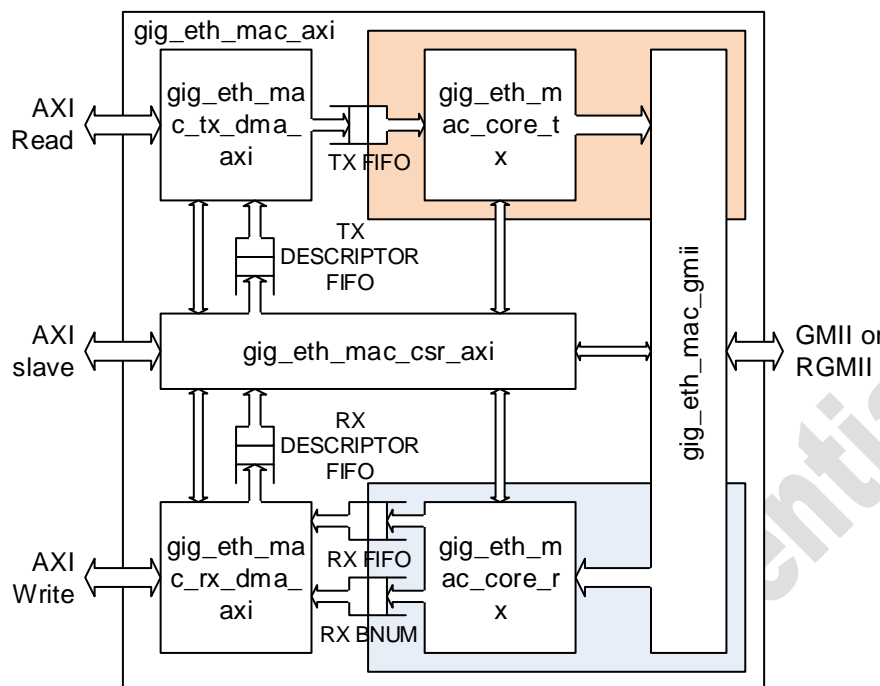 gig_eth_mac_axi
AXI
Read
gig_eth_ma
c_tx_dma_
axi
TX FIFO
gig_eth_m
ac_core_t
x
TX
DESCRIPTOR
FIFO
AXI
slave
gig_eth_mac_csr_axi
gig_eth_mac_gmii
GMII or
RGMII
RX
DESCRIPTOR
FIFO
AXI
Write
gig_eth_ma
c_rx_dma_
axi
RX FIFO
RX BNUM
gig_eth_m
ac_core_r
x